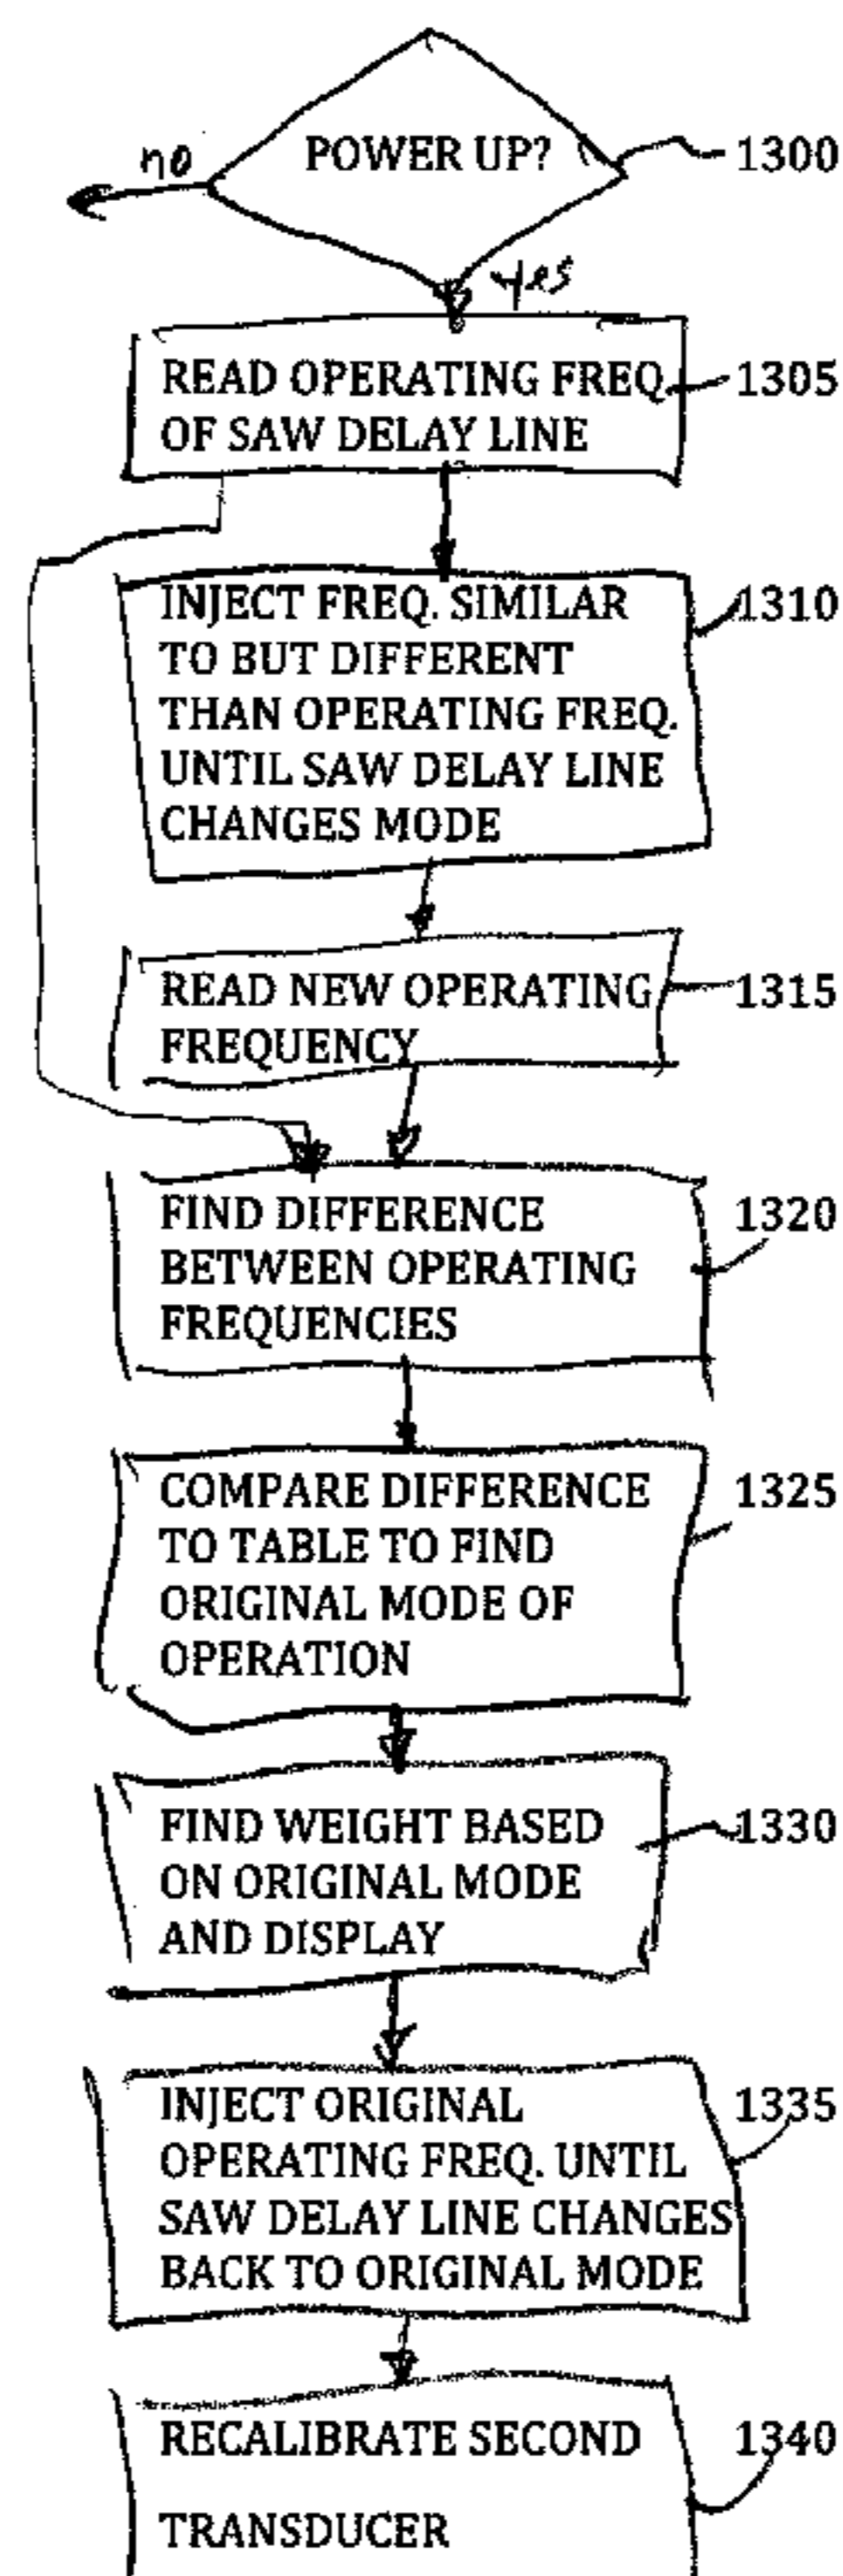 POWER UP?
1300
no
yes
READ OPERATING FREQ.
1305
OF SAW DELAY LINE
INJECT FREQ. SIMILAR
1310
TO BUT DIFFERENT
THAN OPERATING FREQ.
UNTIL SAW DELAY LINE
CHANGES MODE
READ NEW OPERATING
1315
FREQUENCY
FIND DIFFERENCE
1320
BETWEEN OPERATING
FREQUENCIES
COMPARE DIFFERENCE
1325
TO TABLE TO FIND
ORIGINAL MODE OF
OPERATION
FIND WEIGHT BASED
1330
ON ORIGINAL MODE
AND DISPLAY
INJECT ORIGINAL
1335
OPERATING FREQ. UNTIL
SAW DELAY LINE CHANGES
BACK TO ORIGINAL MODE
RECALIBRATE SECOND
1340
TRANSDUCER